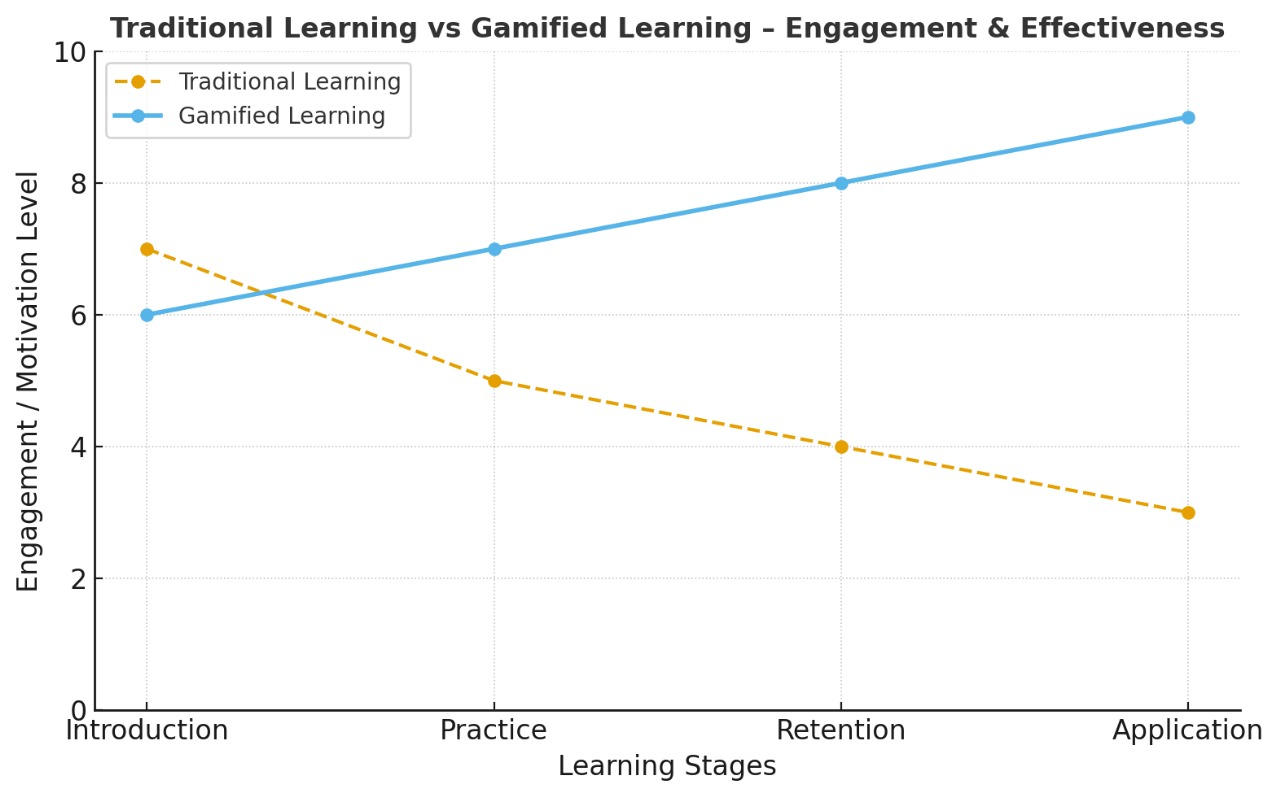 Traditional Learning vs Gamified Learning – Engagement & Effectiveness
Traditional Learning
Gamified Learning
Engagement / Motivation Level
10
8
6
4
2
0
Introduction
Practice
Retention
Application
Learning Stages